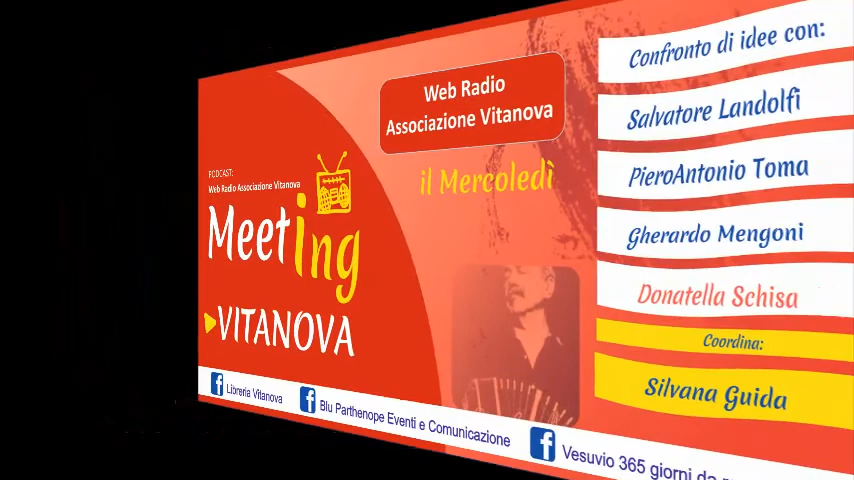 PODCAST:
Web Radio Associazione Vitanova
Meeting
VITANOVA
Web Radio
Associazione Vitanova
il Mercoledì
Confronto di idee con:
Salvatore Landolfi
PieroAntonio Toma
Gherardo Mengoni
Donatella Schisa
Coordina:
Silvana Guida
Libreria Vitanova
Blu Parthenope Eventi e Comunicazione
Vesuvio 365 giorni da